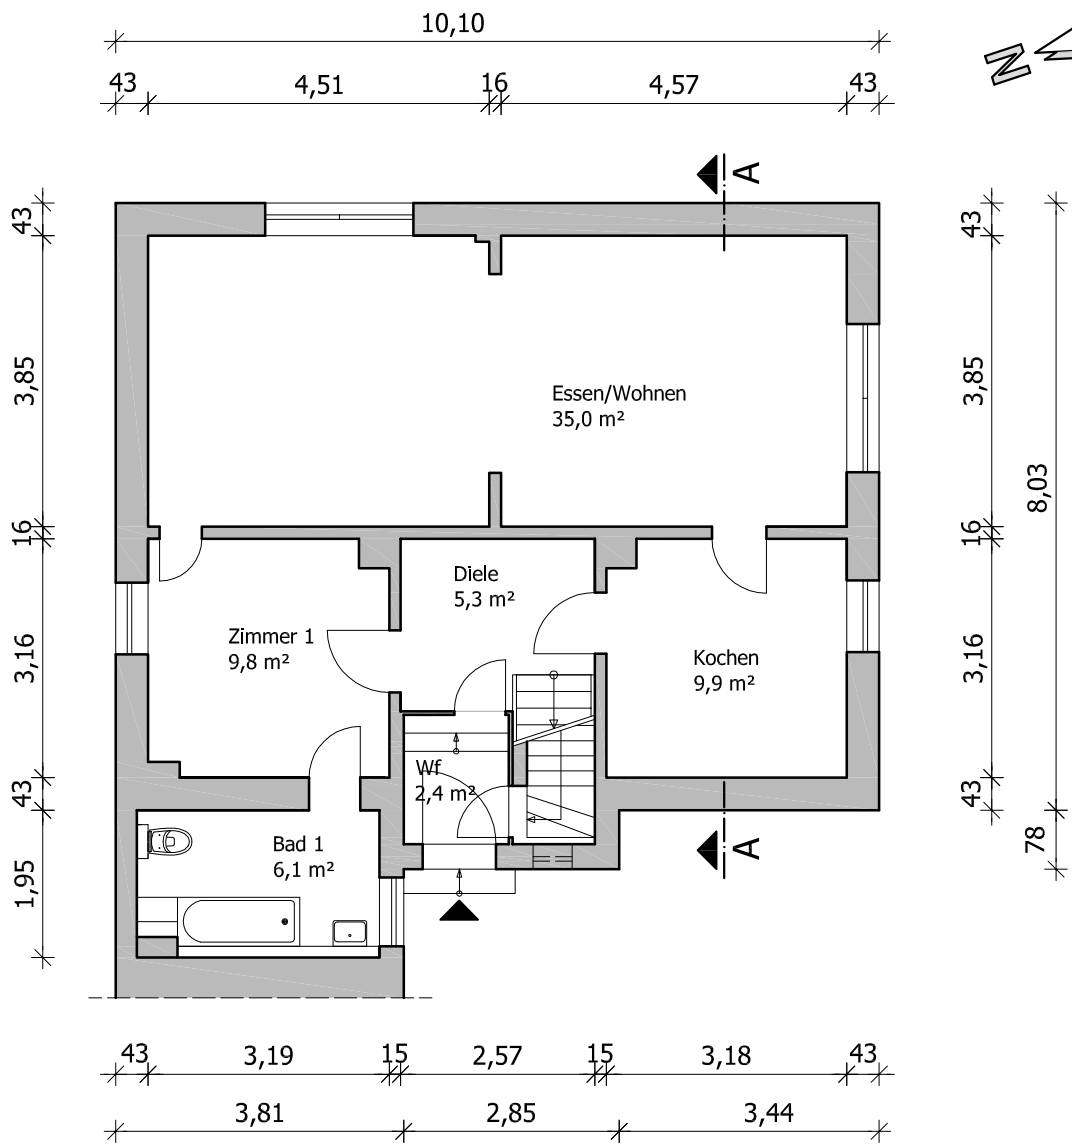 10,10
43
4,51
16
4,57
43
N
A
43
3,85
16
3,16
43
1,95
43
3,85
16
3,16
43
8,03
78
Essen/Wohnen
35,0 m²
Diele
5,3 m²
Zimmer 1
9,8 m²
Kochen
9,9 m²
Wf
2,4 m²
Bad 1
6,1 m²
A
43
3,19
15
2,57
15
3,18
43
3,81
2,85
3,44